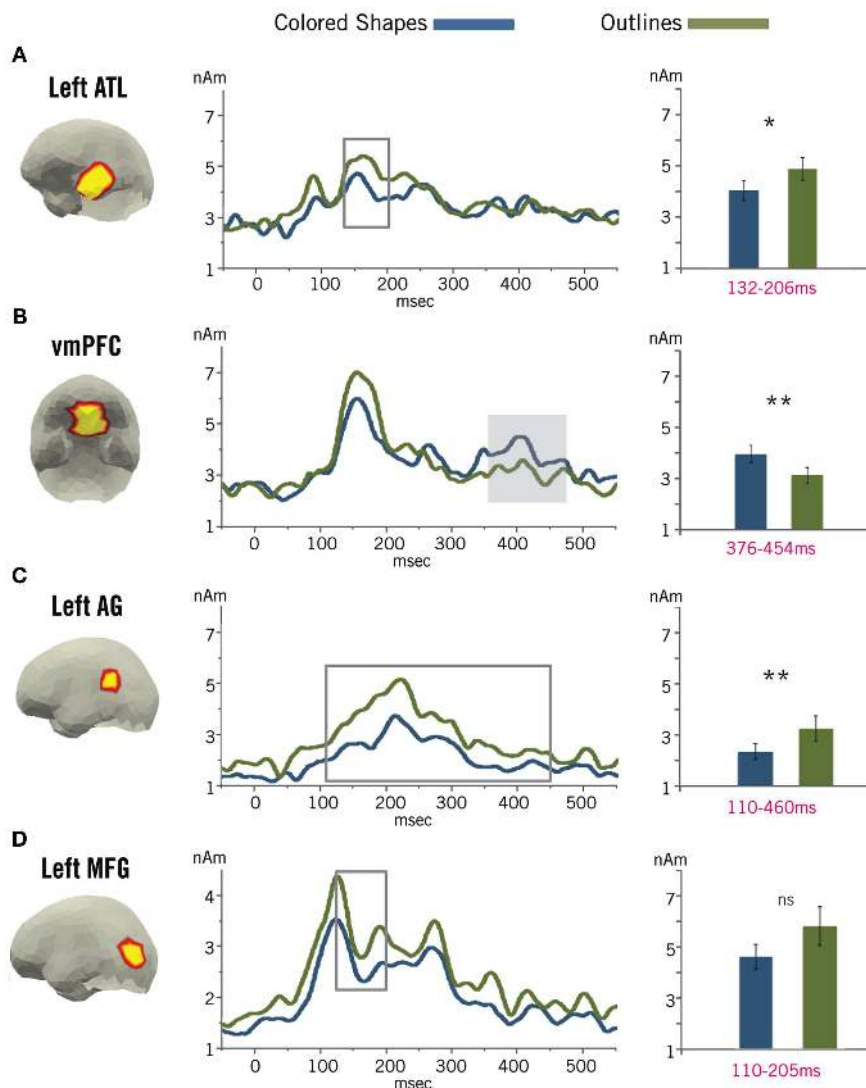 Colored Shapes Outlines
A
Left ATL
nAm
7
5
3
1
0 100 200 300 400 500
msec
nAm
7
5
3
1
*
132-206ms
B
vmPFC
nAm
7
5
3
1
0 100 200 300 400 500
msec
nAm
7
5
3
1
**
376-454ms
C
Left AG
nAm
7
5
3
1
0 100 200 300 400 500
msec
nAm
7
5
3
1
**
110-460ms
D
Left MFG
nAm
4
3
2
1
0 100 200 300 400 500
msec
nAm
7
5
3
1
ns
110-205ms